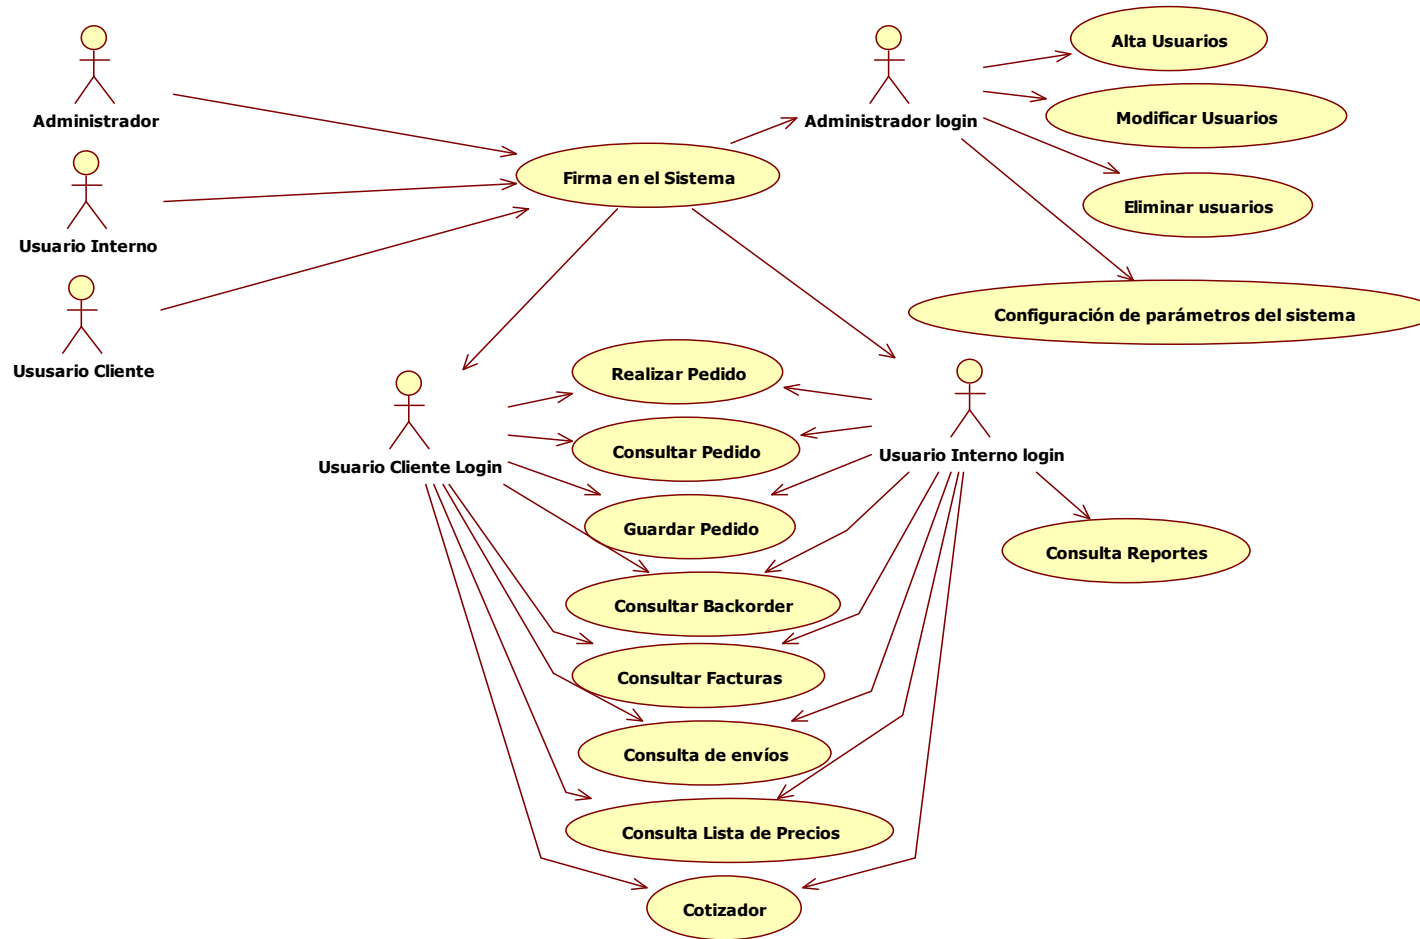 Alta Usuarios
Administrador
Administrador login
Modificar Usuarios
Firma en el Sistema
Eliminar usuarios
Usuario Interno
Configuración de parámetros del sistema
Ususario Cliente
Realizar Pedido
Consultar Pedido
Usuario Cliente Login
Usuario Interno login
Guardar Pedido
Consulta Reportes
Consultar Backorder
Consultar Facturas
Consulta de envíos
Consulta Lista de Precios
Cotizador